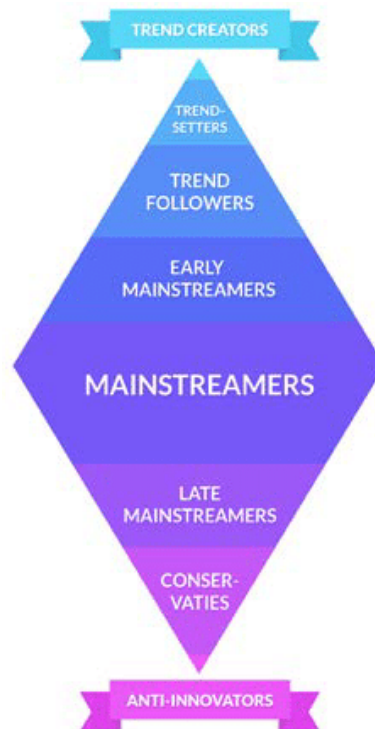 TREND CREATORS
TREND-
SETTERS
TREND
FOLLOWERS
EARLY
MAINSTREAMERS
MAINSTREAMERS
LATE
MAINSTREAMERS
CONSER-
VATIES
ANTI-INNOVATORS